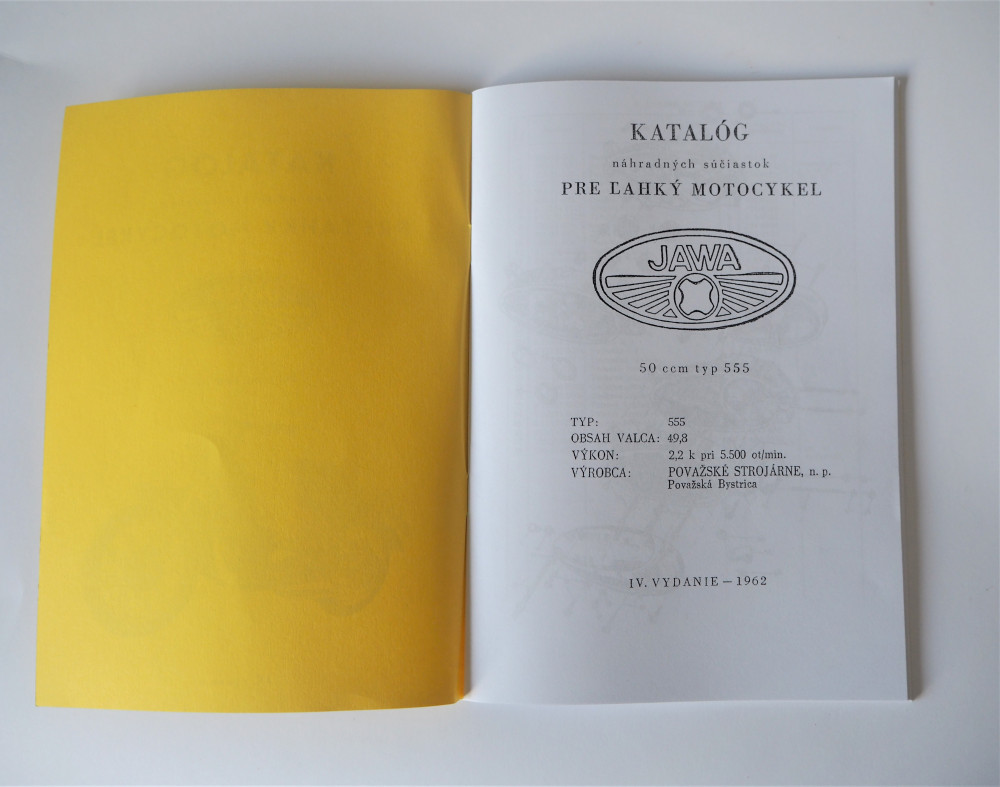 KATALÓG
náhradných súčiastok
PRE ĽAHKÝ MOTOCYKEL
JAWA
50 ccm typ 555
TYP: 555
OBSAH VALCA: 49,8
VÝKON: 2,2 k pri 5.500 ot/min.
VÝROBCA: POVAŽSKÉ STROJÁRNE, n. p.
Považská Bystrica
IV. VYDANIE — 1962